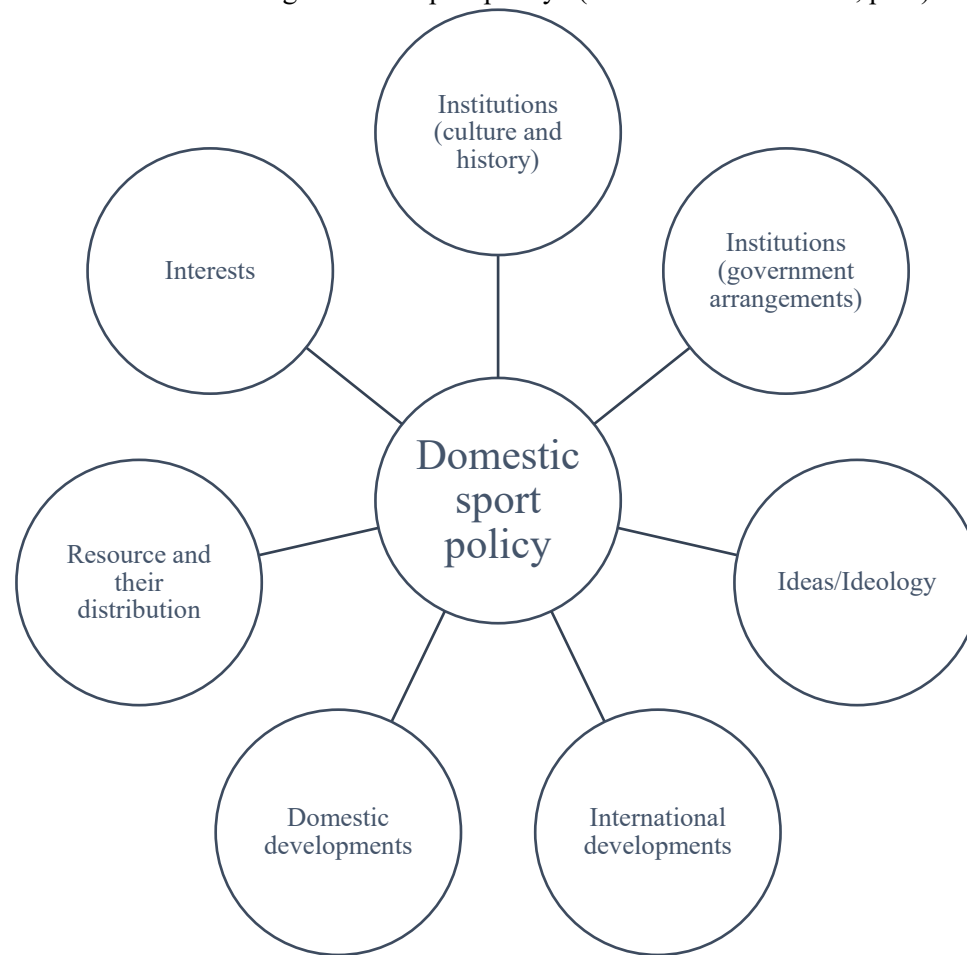 Institutions
(culture and
history)
Institutions
(government
arrangements)
Interests
Domestic
sport
policy
Resource and
their
distribution
Ideas/Ideology
Domestic
developments
International
developments